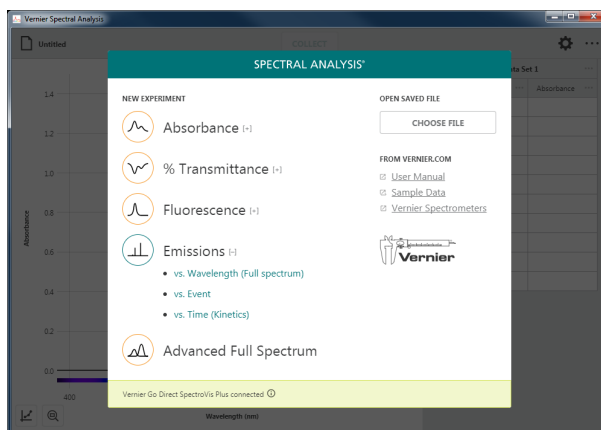 Vernier Spectral Analysis
Untitled
COLLECT
SPECTRAL ANALYSIS®
ata Set 1
Absorbance
NEW EXPERIMENT
Absorbance [+]
% Transmittance [+]
Fluorescence [+]
Emissions [-]
vs. Wavelength (Full spectrum)
vs. Event
vs. Time (Kinetics)
Advanced Full Spectrum
OPEN SAVED FILE
CHOOSE FILE
FROM VERNIER.COM
User Manual
Sample Data
Vernier Spectrometers
Vernier
Vernier Go Direct SpectroVis Plus connected
Absorbance
1.4
1.2
1.0
0.8
0.6
0.4
0.2
0.0
400
Wavelength (nm)